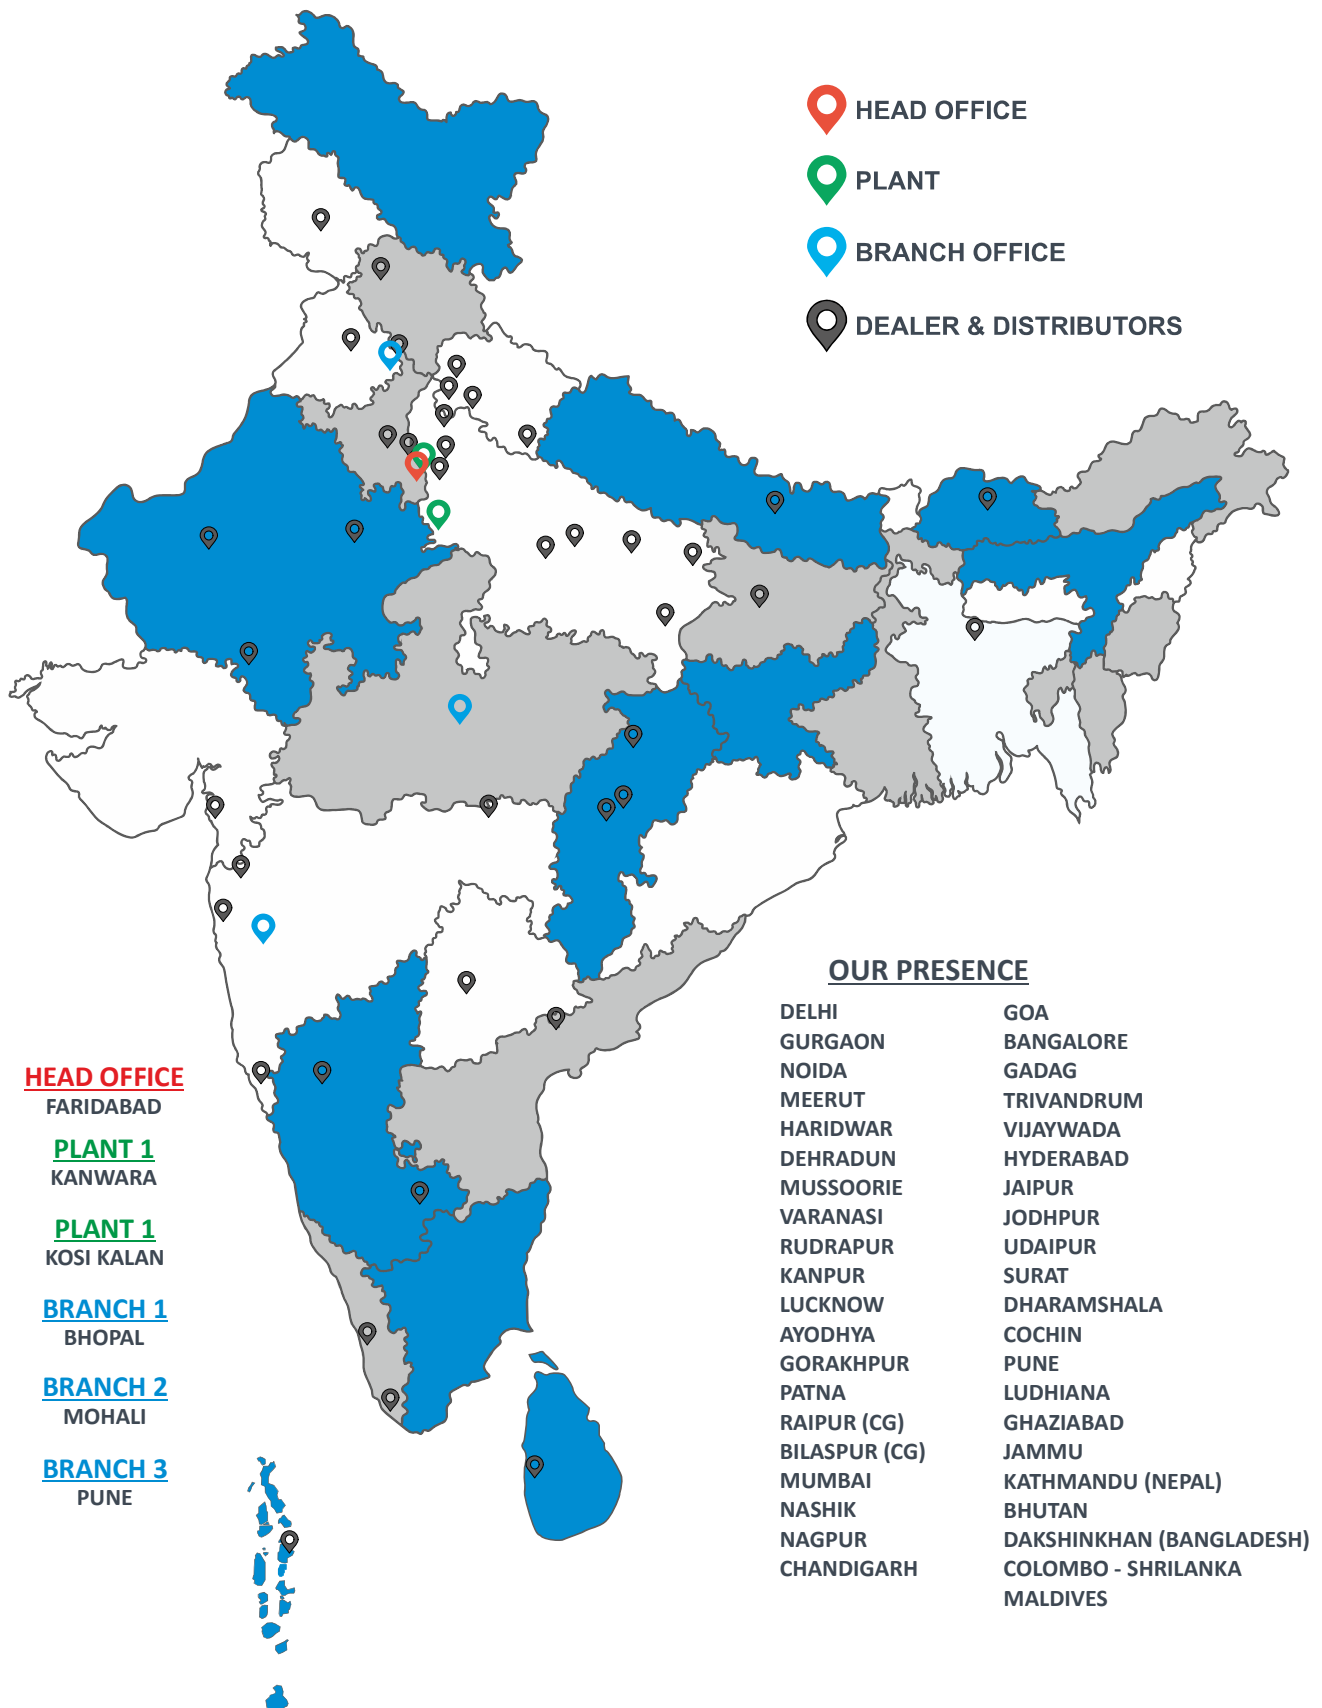 HEAD OFFICE
PLANT
BRANCH OFFICE
DEALER & DISTRIBUTORS
HEAD OFFICE
FARIDABAD
PLANT 1
KANWARA
PLANT 1
KOSI KALAN
BRANCH 1
BHOPAL
BRANCH 2
MOHALI
BRANCH 3
PUNE
OUR PRESENCE
DELHI
GURGAON
NOIDA
MEERUT
HARIDWAR
DEHRADUN
MUSSOORIE
VARANASI
RUDRAPUR
KANPUR
LUCKNOW
AYODHYA
GORAKHPUR
PATNA
RAIPUR (CG)
BILASPUR (CG)
MUMBAI
NASHIK
NAGPUR
CHANDIGARH
GOA
BANGALORE
GADAG
TRIVANDRUM
VIJAYWADA
HYDERABAD
JAIPUR
JODHPUR
UDAIPUR
SURAT
DHARAMSHALA
COCHIN
PUNE
LUDHIANA
GHAZIABAD
JAMMU
KATHMANDU (NEPAL)
BHUTAN
DAKSHINKHAN (BANGLADESH)
COLOMBO - SHRILANKA
MALDIVES